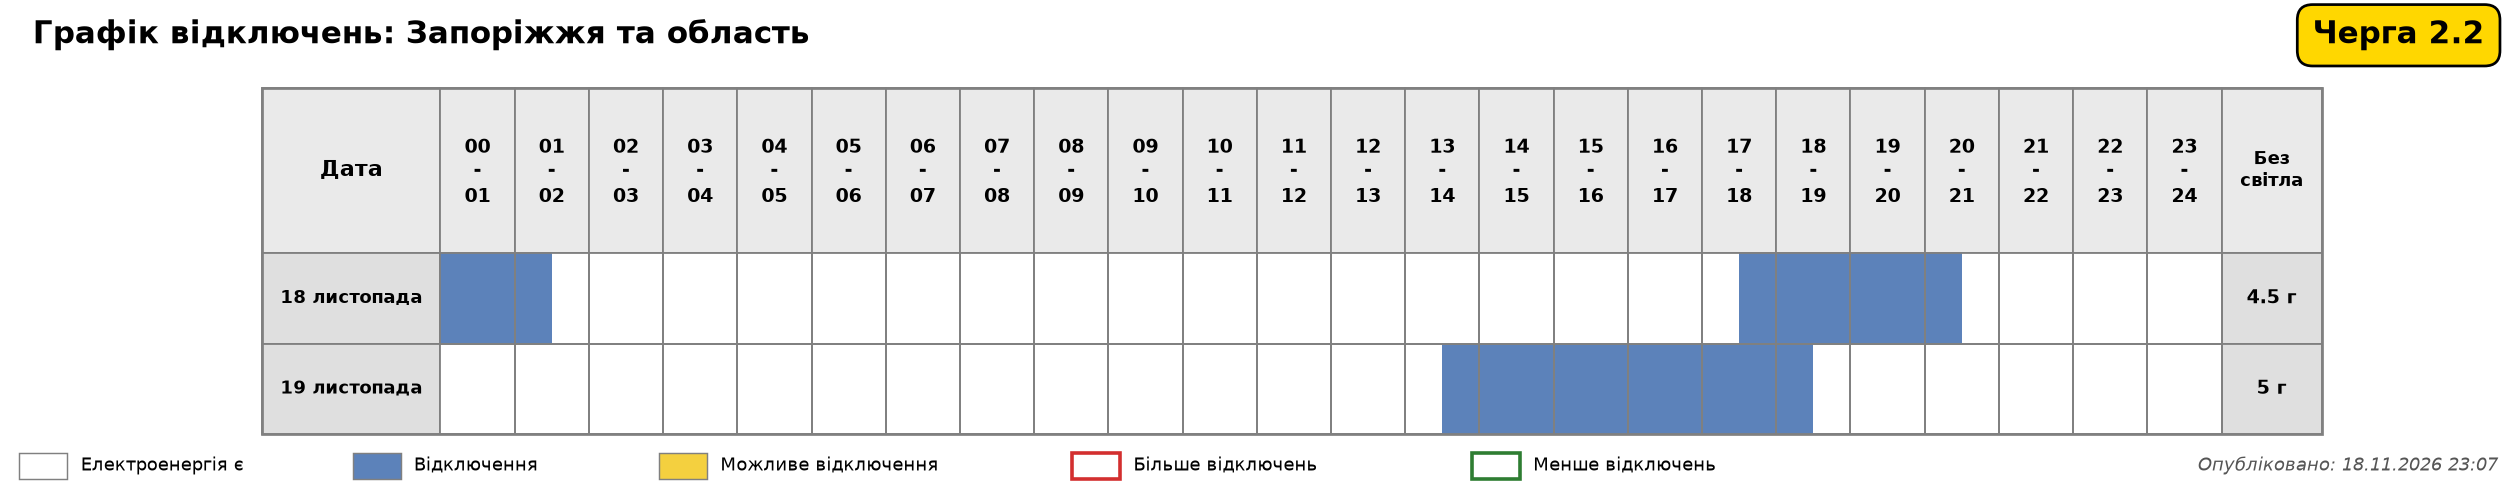 Графік відключень: Запоріжжя та область
Черга 2.2
Дата
00 - 01
01 - 02
02 - 03
03 - 04
04 - 05
05 - 06
06 - 07
07 - 08
08 - 09
09 - 10
10 - 11
11 - 12
12 - 13
13 - 14
14 - 15
15 - 16
16 - 17
17 - 18
18 - 19
19 - 20
20 - 21
21 - 22
22 - 23
23 - 24
Без
світла
18 листопада
4.5 г
19 листопада
5 г
Електроенергія є
Відключення
Можливе відключення
Більше відключень
Менше відключень
Опубліковано: 18.11.2026 23:07